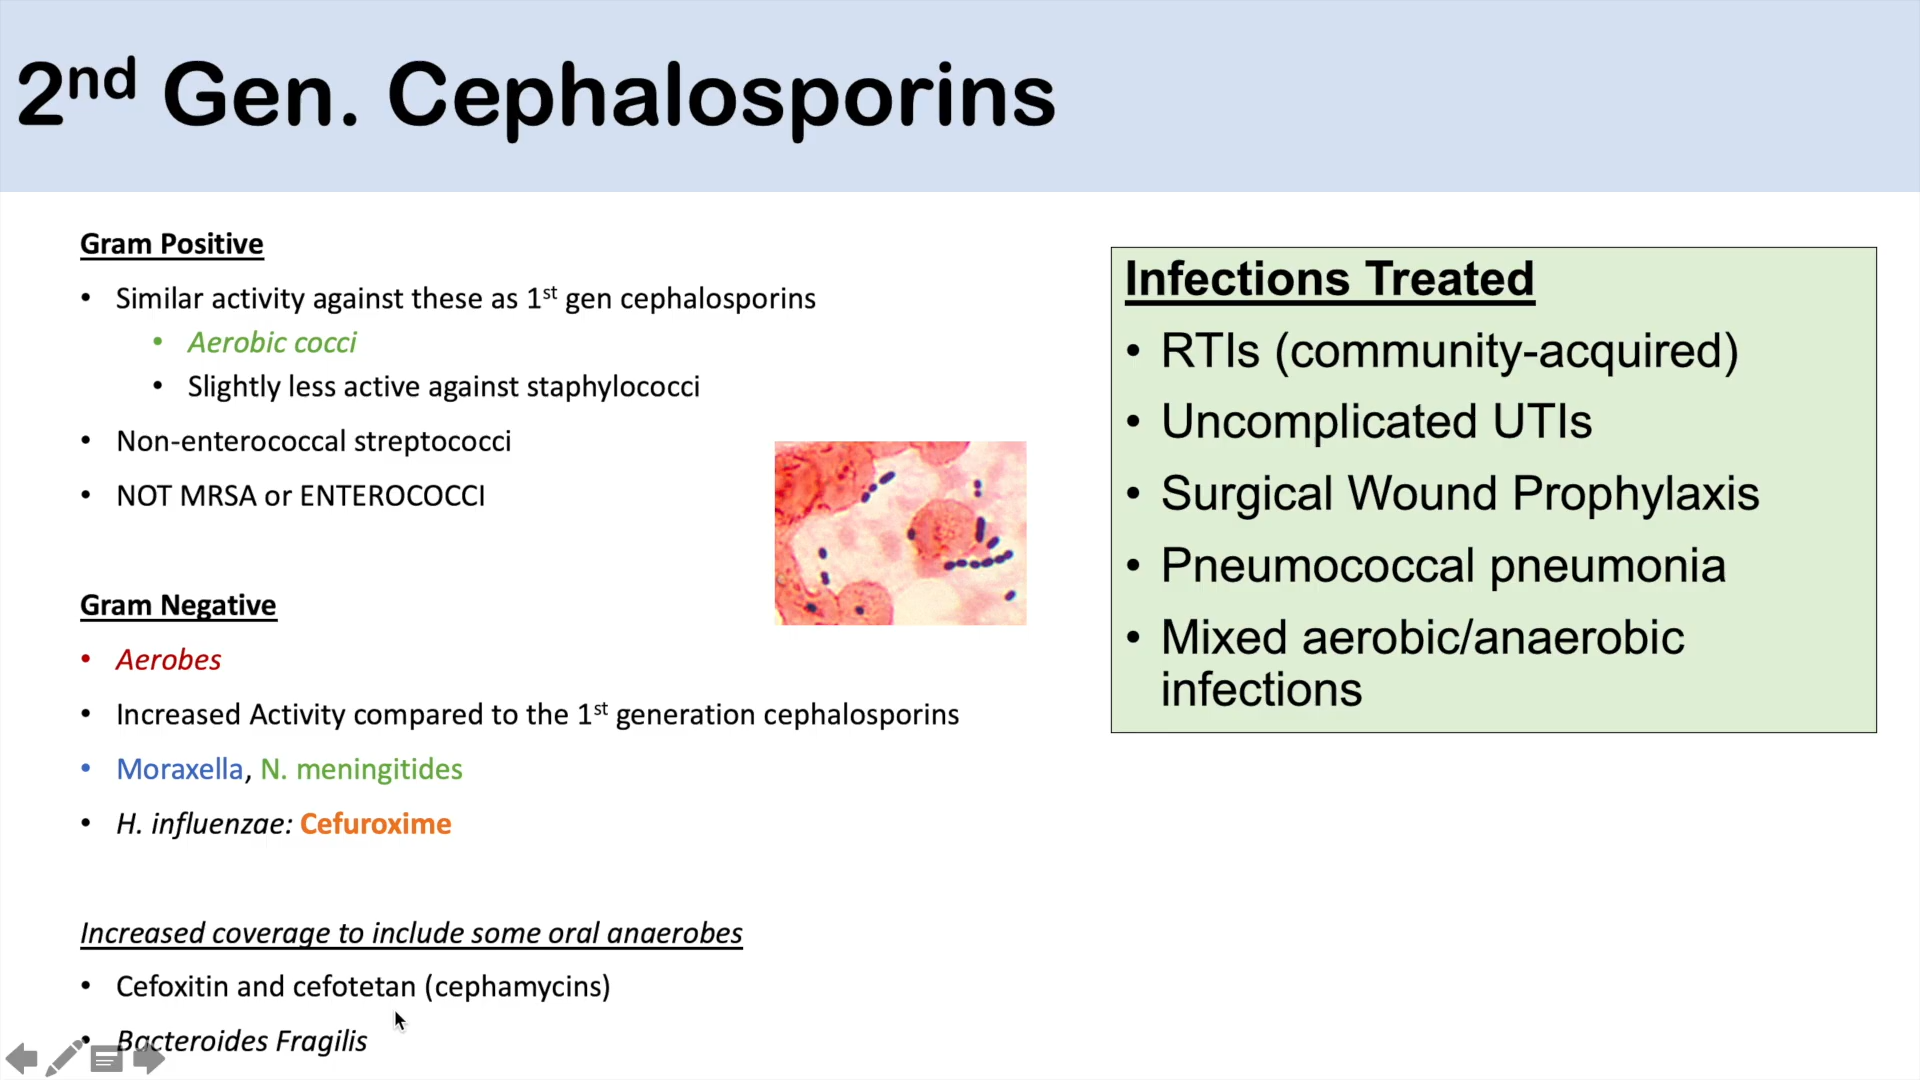 2nd Gen. Cephalosporins
Gram Positive
• Similar activity against these as 1st gen cephalosporins
• Aerobic cocci
• Slightly less active against staphylococci
• Non-enterococcal streptococci
• NOT MRSA or ENTEROCOCCI
Gram Negative
• Aerobes
• Increased Activity compared to the 1st generation cephalosporins
• Moraxella, N. meningitides
• H. influenzae: Cefuroxime
Increased coverage to include some oral anaerobes
• Cefoxitin and cefotetan (cephamycins)
• Bacteroides Fragilis
Infections Treated
• RTIs (community-acquired)
• Uncomplicated UTIs
• Surgical Wound Prophylaxis
• Pneumococcal pneumonia
• Mixed aerobic/anaerobic
infections